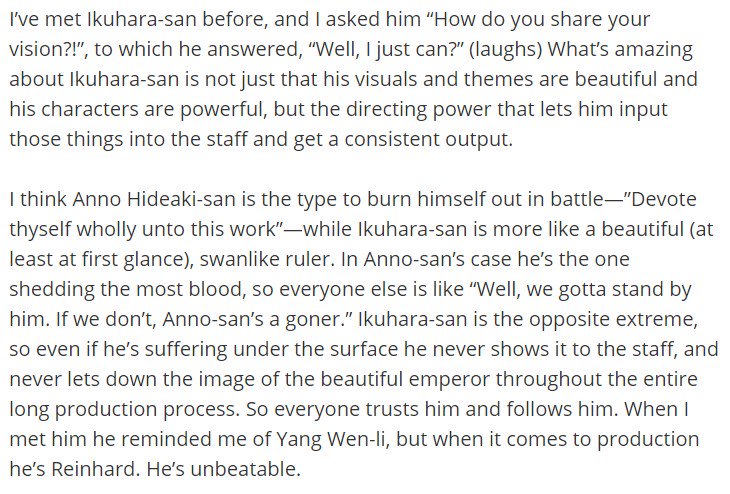 I’ve met Ikuhara-san before, and I asked him “How do you share your
vision?!”, to which he answered, “Well, I just can?” (laughs) What’s amazing
about Ikuhara-san is not just that his visuals and themes are beautiful and
his characters are powerful, but the directing power that lets him input
those things into the staff and get a consistent output.
I think Anno Hideaki-san is the type to burn himself out in battle—”Devote
thyself wholly unto this work”—while Ikuhara-san is more like a beautiful (at
least at first glance), swanlike ruler. In Anno-san’s case he’s the one
shedding the most blood, so everyone else is like “Well, we gotta stand by
him. If we don’t, Anno-san’s a goner.” Ikuhara-san is the opposite extreme,
so even if he’s suffering under the surface he never shows it to the staff, and
never lets down the image of the beautiful emperor throughout the entire
long production process. So everyone trusts him and follows him. When I
met him he reminded me of Yang Wen-li, but when it comes to production
he’s Reinhard. He’s unbeatable.